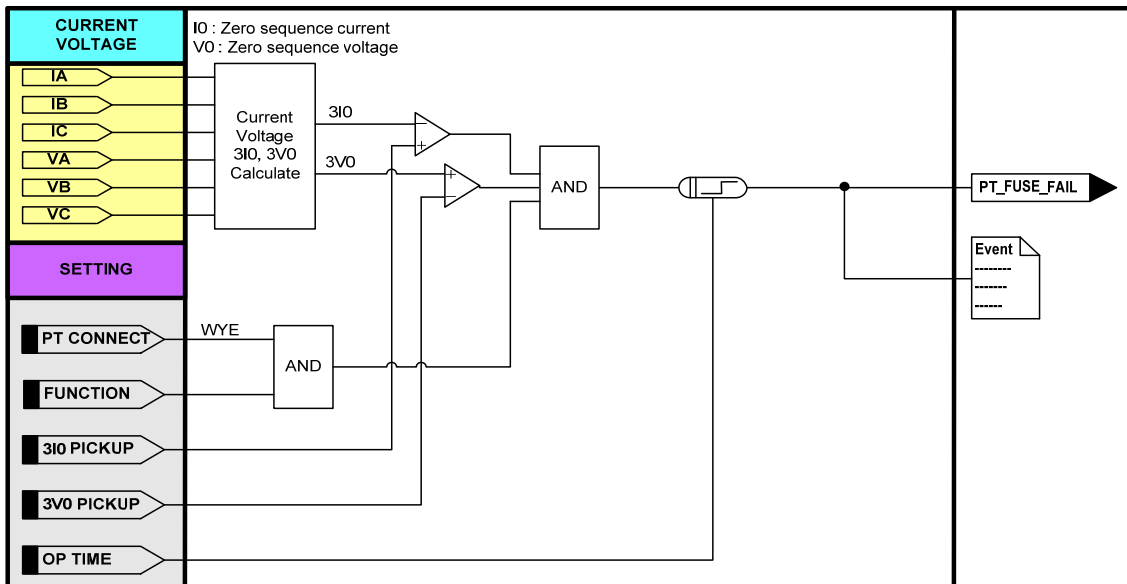 CURRENT
VOLTAGE
I0 : Zero sequence current
V0 : Zero sequence voltage
IA
IB
IC
VA
VB
VC
Current
Voltage
3I0, 3V0
Calculate
3I0
3V0
AND
PT_FUSE_FAIL
Event
SETTING
PT CONNECT
WYE
AND
FUNCTION
3I0 PICKUP
3V0 PICKUP
OP TIME